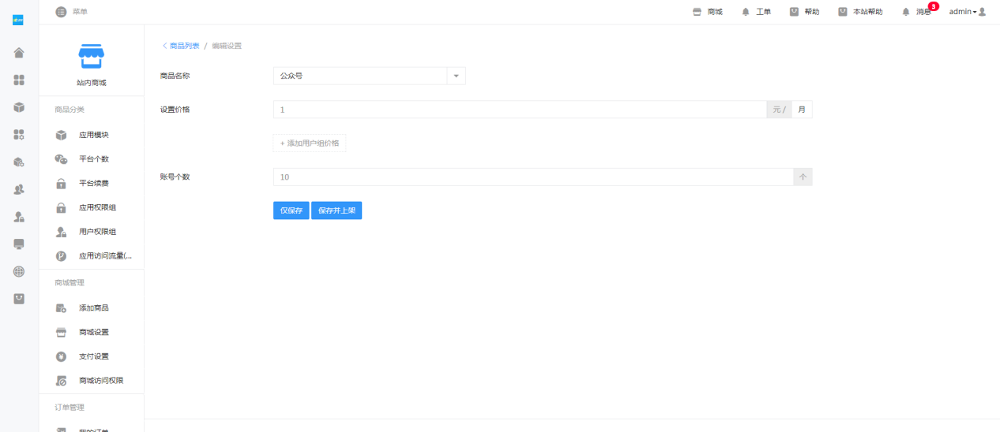 菜单
商城
工单
帮助
本站帮助
消息
3
admin
站内商城
商品分类
应用模块
平台个数
平台续费
应用权限组
用户权限组
应用访问流量(...
商城管理
添加商品
商城设置
支付设置
商城访问权限
订单管理
我的订单
商品列表 / 编辑设置
商品名称
公众号
设置价格
1
元 /
月
+ 添加用户组价格
账号个数
10
个
仅保存
保存并上架